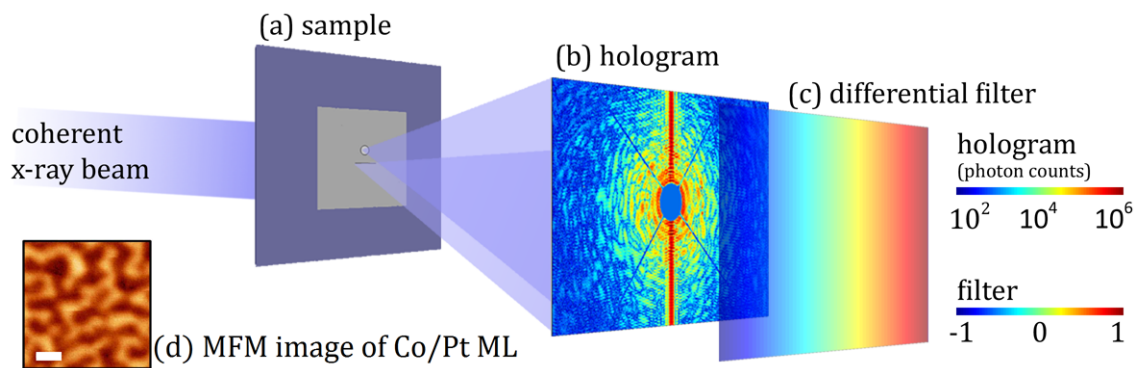 (a) sample
(b) hologram
(c) differential filter
coherent
x-ray beam
hologram
(photon counts)
10² 10⁴ 10⁶
filter
-1 0 1
(d) MFM image of Co/Pt ML